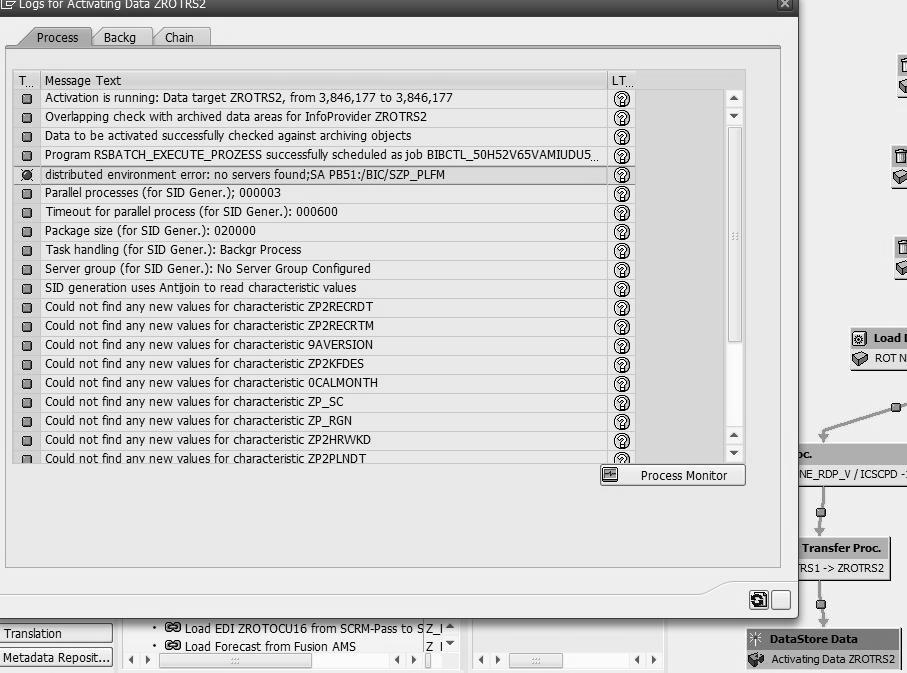 Logs for Activating Data ZROTRS2
Process
Backg
Chain
T...
Message Text
LT...
Activation is running: Data target ZROTRS2, from 3,846,177 to 3,846,177
Overlapping check with archived data areas for InfoProvider ZROTRS2
Data to be activated successfully checked against archiving objects
Program RSBATCH_EXECUTE_PROZESS successfully scheduled as job BIBCTL_50H52V65VAMIUDU5...
distributed environment error: no servers found;SA PB51:/BIC/SZP_PLFM
Parallel processes (for SID Gener.); 000003
Timeout for parallel process (for SID Gener.): 000600
Package size (for SID Gener.): 020000
Task handling (for SID Gener.): Backgr Process
Server group (for SID Gener.): No Server Group Configured
SID generation uses Antijoin to read characteristic values
Could not find any new values for characteristic ZP2RECRDT
Could not find any new values for characteristic ZP2RECRTM
Could not find any new values for characteristic 9AVERSION
Could not find any new values for characteristic ZP2KFDES
Could not find any new values for characteristic 0CALMONTH
Could not find any new values for characteristic ZP_SC
Could not find any new values for characteristic ZP_RGN
Could not find any new values for characteristic ZP2HRWKD
Could not find any new values for characteristic ZP2PLNDT
Process Monitor
Load
ROT N
oc.
NE_RDP_V / ICSCPD -
Transfer Proc.
TRS1 -> ZROTRS2
DataStore Data
Activating Data ZROTRS2
Translation
Metadata Reposit...
Load EDI ZROTOCU16 from SCRM-Pass to S
Z_
Load Forecast from Fusion AMS
Z